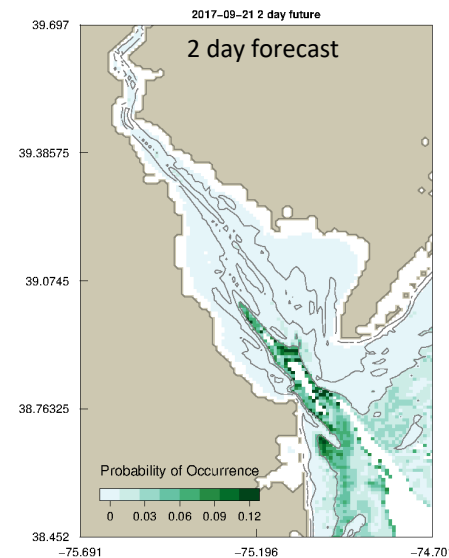 2017−09−21 2 day future
2 day forecast
39.697
39.38575
39.0745
38.76325
38.452
Probability of Occurrence
0 0.03 0.06 0.09 0.12
−75.691 −75.196 −74.70